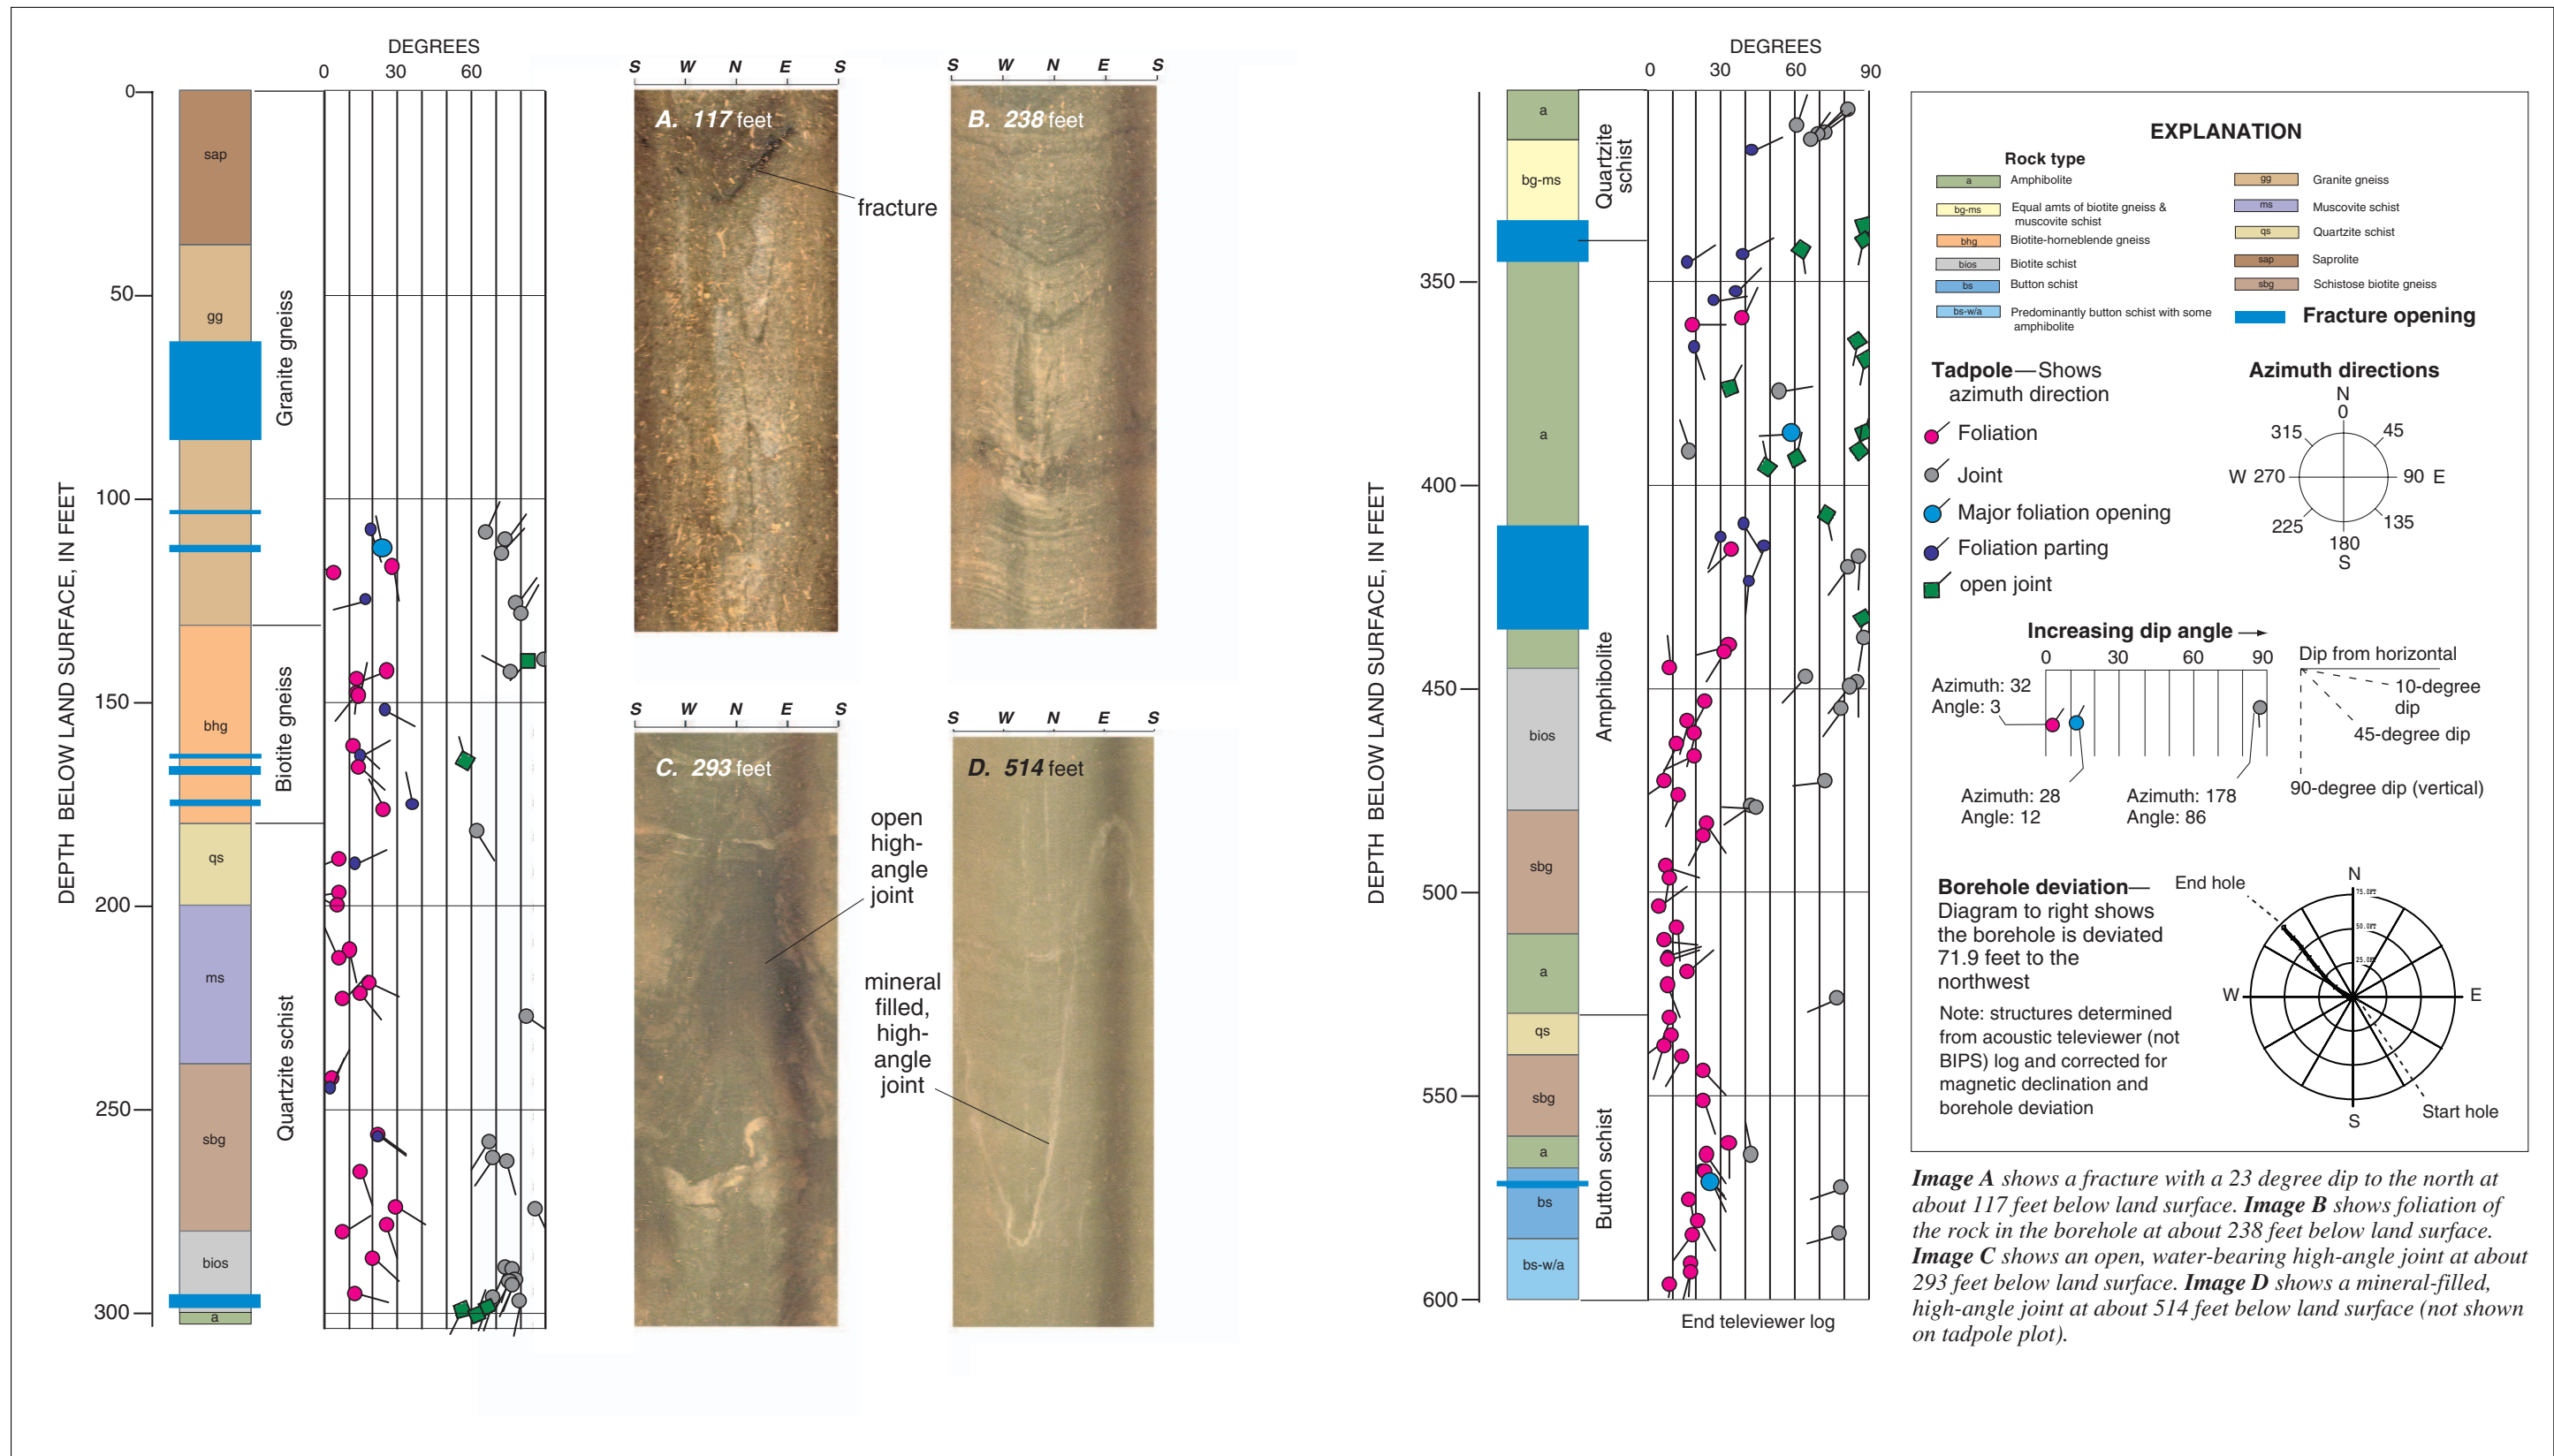 DEGREES
0 30 60
DEPTH BELOW LAND SURFACE, IN FEET
0
50
100
150
200
250
300
sap
gg
bhg
qs
ms
sbg
bios
a
Granite gneiss
Biotite gneiss
Quartzite schist
S W N E S
A. 117 feet
fracture
S W N E S
B. 238 feet
S W N E S
C. 293 feet
open
high-
angle
joint
S W N E S
D. 514 feet
mineral
filled,
high-
angle
joint
DEGREES
0 30 60 90
DEPTH BELOW LAND SURFACE, IN FEET
350
400
450
500
550
600
a
bg-ms
a
bios
sbg
a
qs
sbg
a
bs
bs-w/a
Quartzite
schist
Amphibolite
Button schist
End televiewer log
EXPLANATION
Rock type
a Amphibolite
bg-ms Equal amts of biotite gneiss &
muscovite schist
bhg Biotite-horneblende gneiss
bios Biotite schist
bs Button schist
bs-w/a Predominantly button schist with some
amphibolite
gg Granite gneiss
ms Muscovite schist
qs Quartzite schist
sap Saprolite
sbg Schistose biotite gneiss
Fracture opening
Tadpole—Shows
azimuth direction
Foliation
Joint
Major foliation opening
Foliation parting
open joint
Azimuth directions
N
0
315 45
W 270 90 E
225 135
180
S
Increasing dip angle
0 30 60 90
Azimuth: 32
Angle: 3
Azimuth: 28
Angle: 12
Azimuth: 178
Angle: 86
Dip from horizontal
10-degree
dip
45-degree dip
90-degree dip (vertical)
Borehole deviation—
Diagram to right shows
the borehole is deviated
71.9 feet to the
northwest
Note: structures determined
from acoustic televiewer (not
BIPS) log and corrected for
magnetic declination and
borehole deviation
End hole
N
75.0FT
50.0FT
25.0FT
W E
S
Start hole
Image A shows a fracture with a 23 degree dip to the north at
about 117 feet below land surface. Image B shows foliation of
the rock in the borehole at about 238 feet below land surface.
Image C shows an open, water-bearing high-angle joint at about
293 feet below land surface. Image D shows a mineral-filled,
high-angle joint at about 514 feet below land surface (not shown
on tadpole plot).